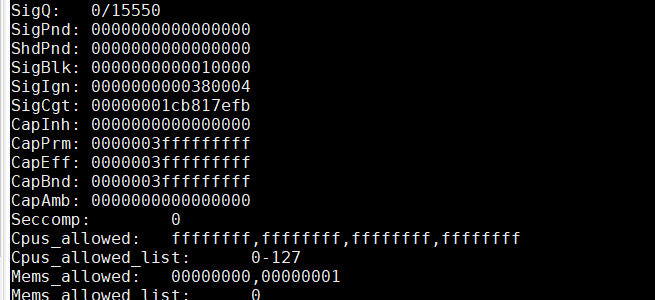 SigQ:   0/15550
SigPnd: 0000000000000000
ShdPnd: 0000000000000000
SigBlk: 0000000000010000
SigIgn: 0000000000380004
SigCgt: 00000001cb817efb
CapInh: 0000000000000000
CapPrm: 0000003fffffffff
CapEff: 0000003fffffffff
CapBnd: 0000003fffffffff
CapAmb: 0000000000000000
Seccomp:        0
Cpus_allowed:   ffffffff,ffffffff,ffffffff,ffffffff
Cpus_allowed_list:      0-127
Mems_allowed:   00000000,00000001
Mems_allowed_list:      0